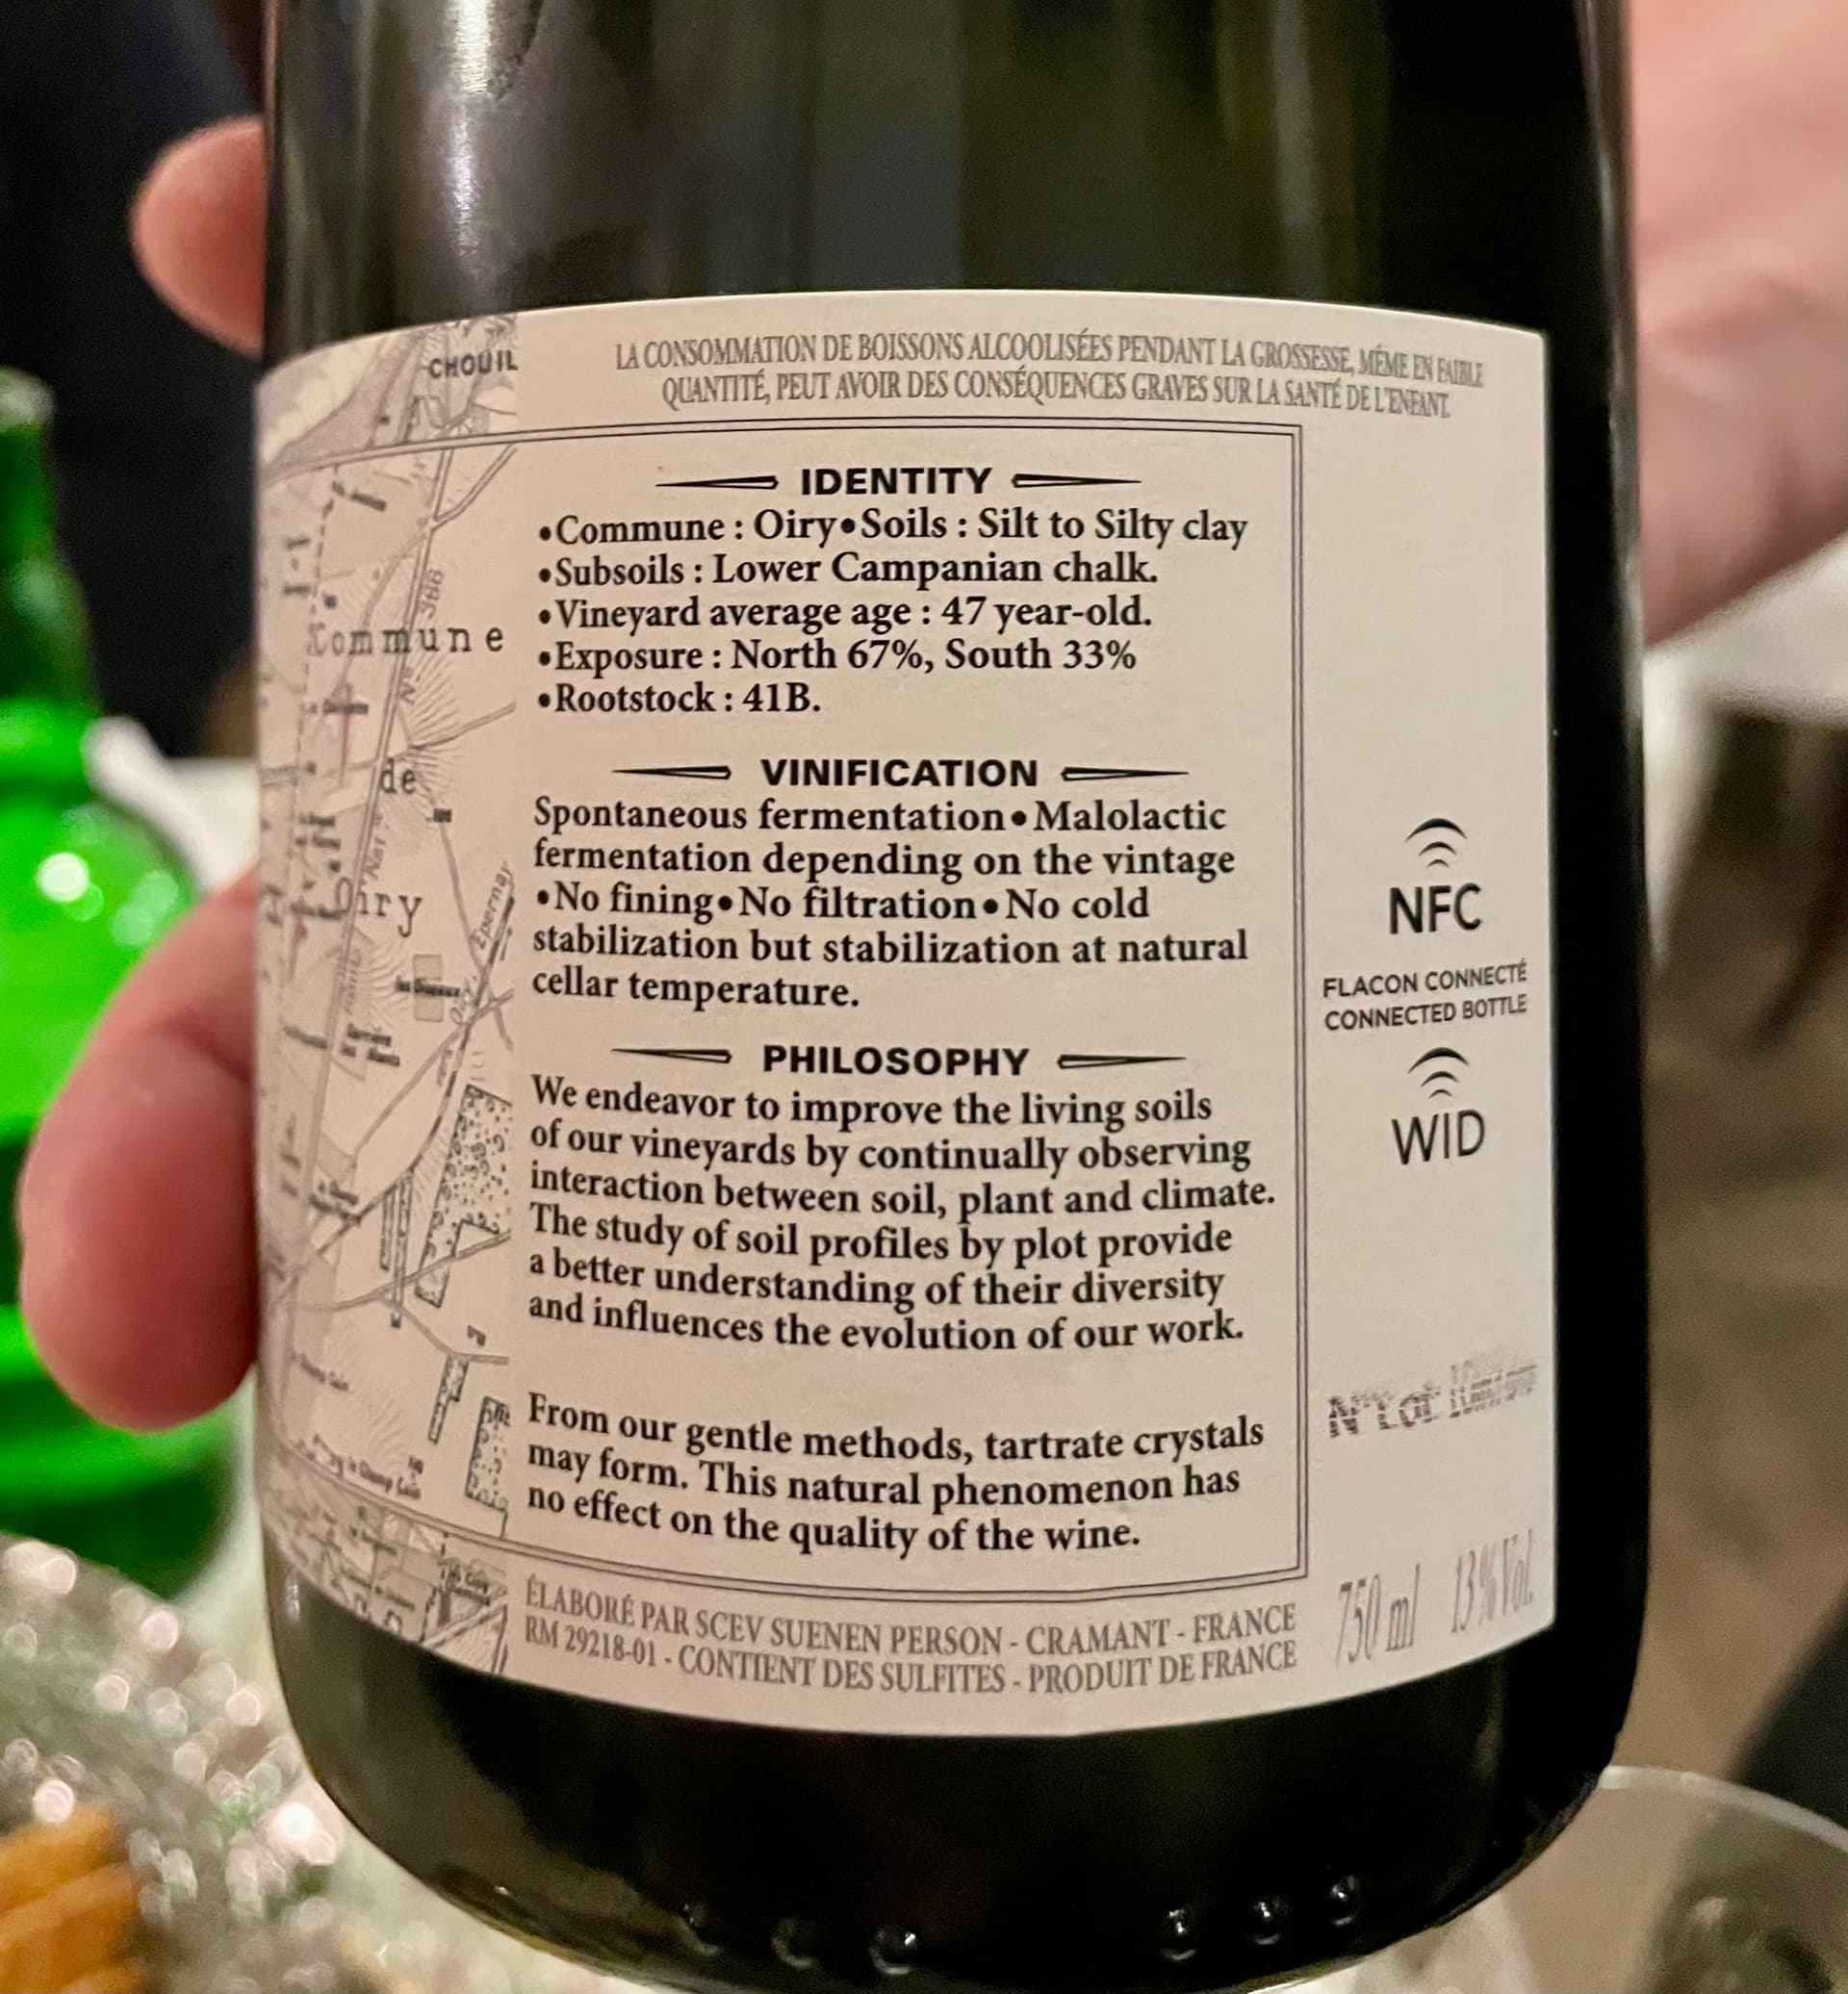 CHOUIL
LA CONSOMMATION DE BOISSONS ALCOOLISÉES PENDANT LA GROSSESSE, MÊME EN FAIBLE
QUANTITÉ, PEUT AVOIR DES CONSÉQUENCES GRAVES SUR LA SANTÉ DE L'ENFANT.
Commune
de
Oiry
Epernay
IDENTITY
•Commune : Oiry•Soils : Silt to Silty clay
•Subsoils : Lower Campanian chalk.
•Vineyard average age : 47 year-old.
•Exposure : North 67%, South 33%
•Rootstock : 41B.
VINIFICATION
Spontaneous fermentation•Malolactic
fermentation depending on the vintage
•No fining•No filtration•No cold
stabilization but stabilization at natural
cellar temperature.
PHILOSOPHY
We endeavor to improve the living soils
of our vineyards by continually observing
interaction between soil, plant and climate.
The study of soil profiles by plot provide
a better understanding of their diversity
and influences the evolution of our work.
From our gentle methods, tartrate crystals
may form. This natural phenomenon has
no effect on the quality of the wine.
ÉLABORÉ PAR SCEV SUENEN PERSON - CRAMANT - FRANCE
RM 29218-01 - CONTIENT DES SULFITES - PRODUIT DE FRANCE
NFC
FLACON CONNECTÉ
CONNECTED BOTTLE
WID
N°Lot
750 ml 13%Vol.